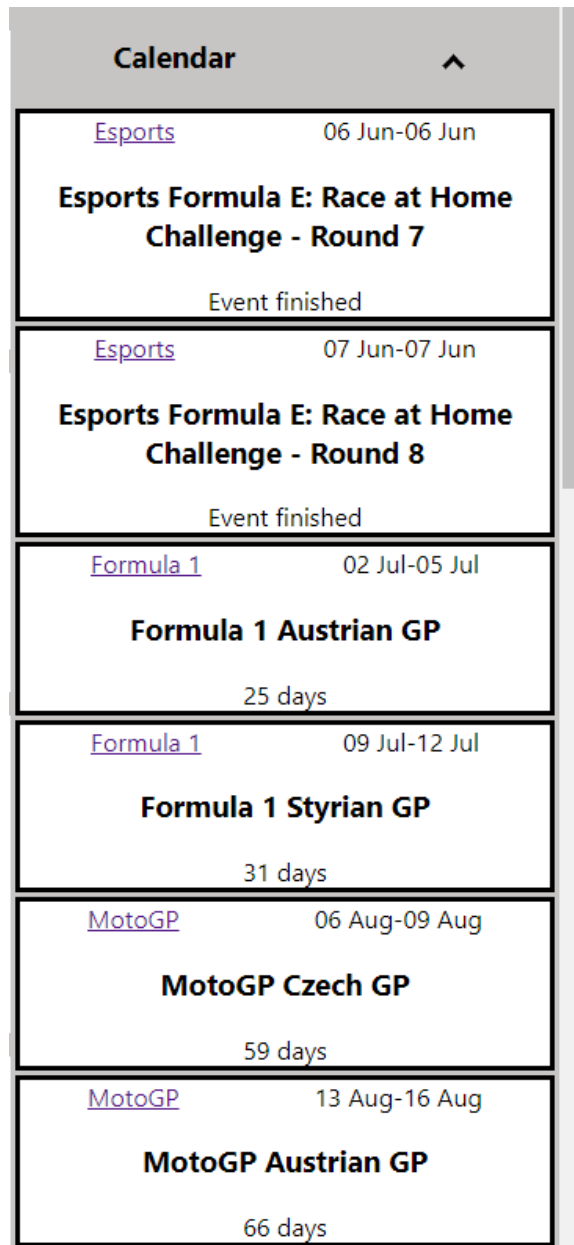 Calendar
Esports 06 Jun-06 Jun
Esports Formula E: Race at Home
Challenge - Round 7
Event finished
Esports 07 Jun-07 Jun
Esports Formula E: Race at Home
Challenge - Round 8
Event finished
Formula 1 02 Jul-05 Jul
Formula 1 Austrian GP
25 days
Formula 1 09 Jul-12 Jul
Formula 1 Styrian GP
31 days
MotoGP 06 Aug-09 Aug
MotoGP Czech GP
59 days
MotoGP 13 Aug-16 Aug
MotoGP Austrian GP
66 days